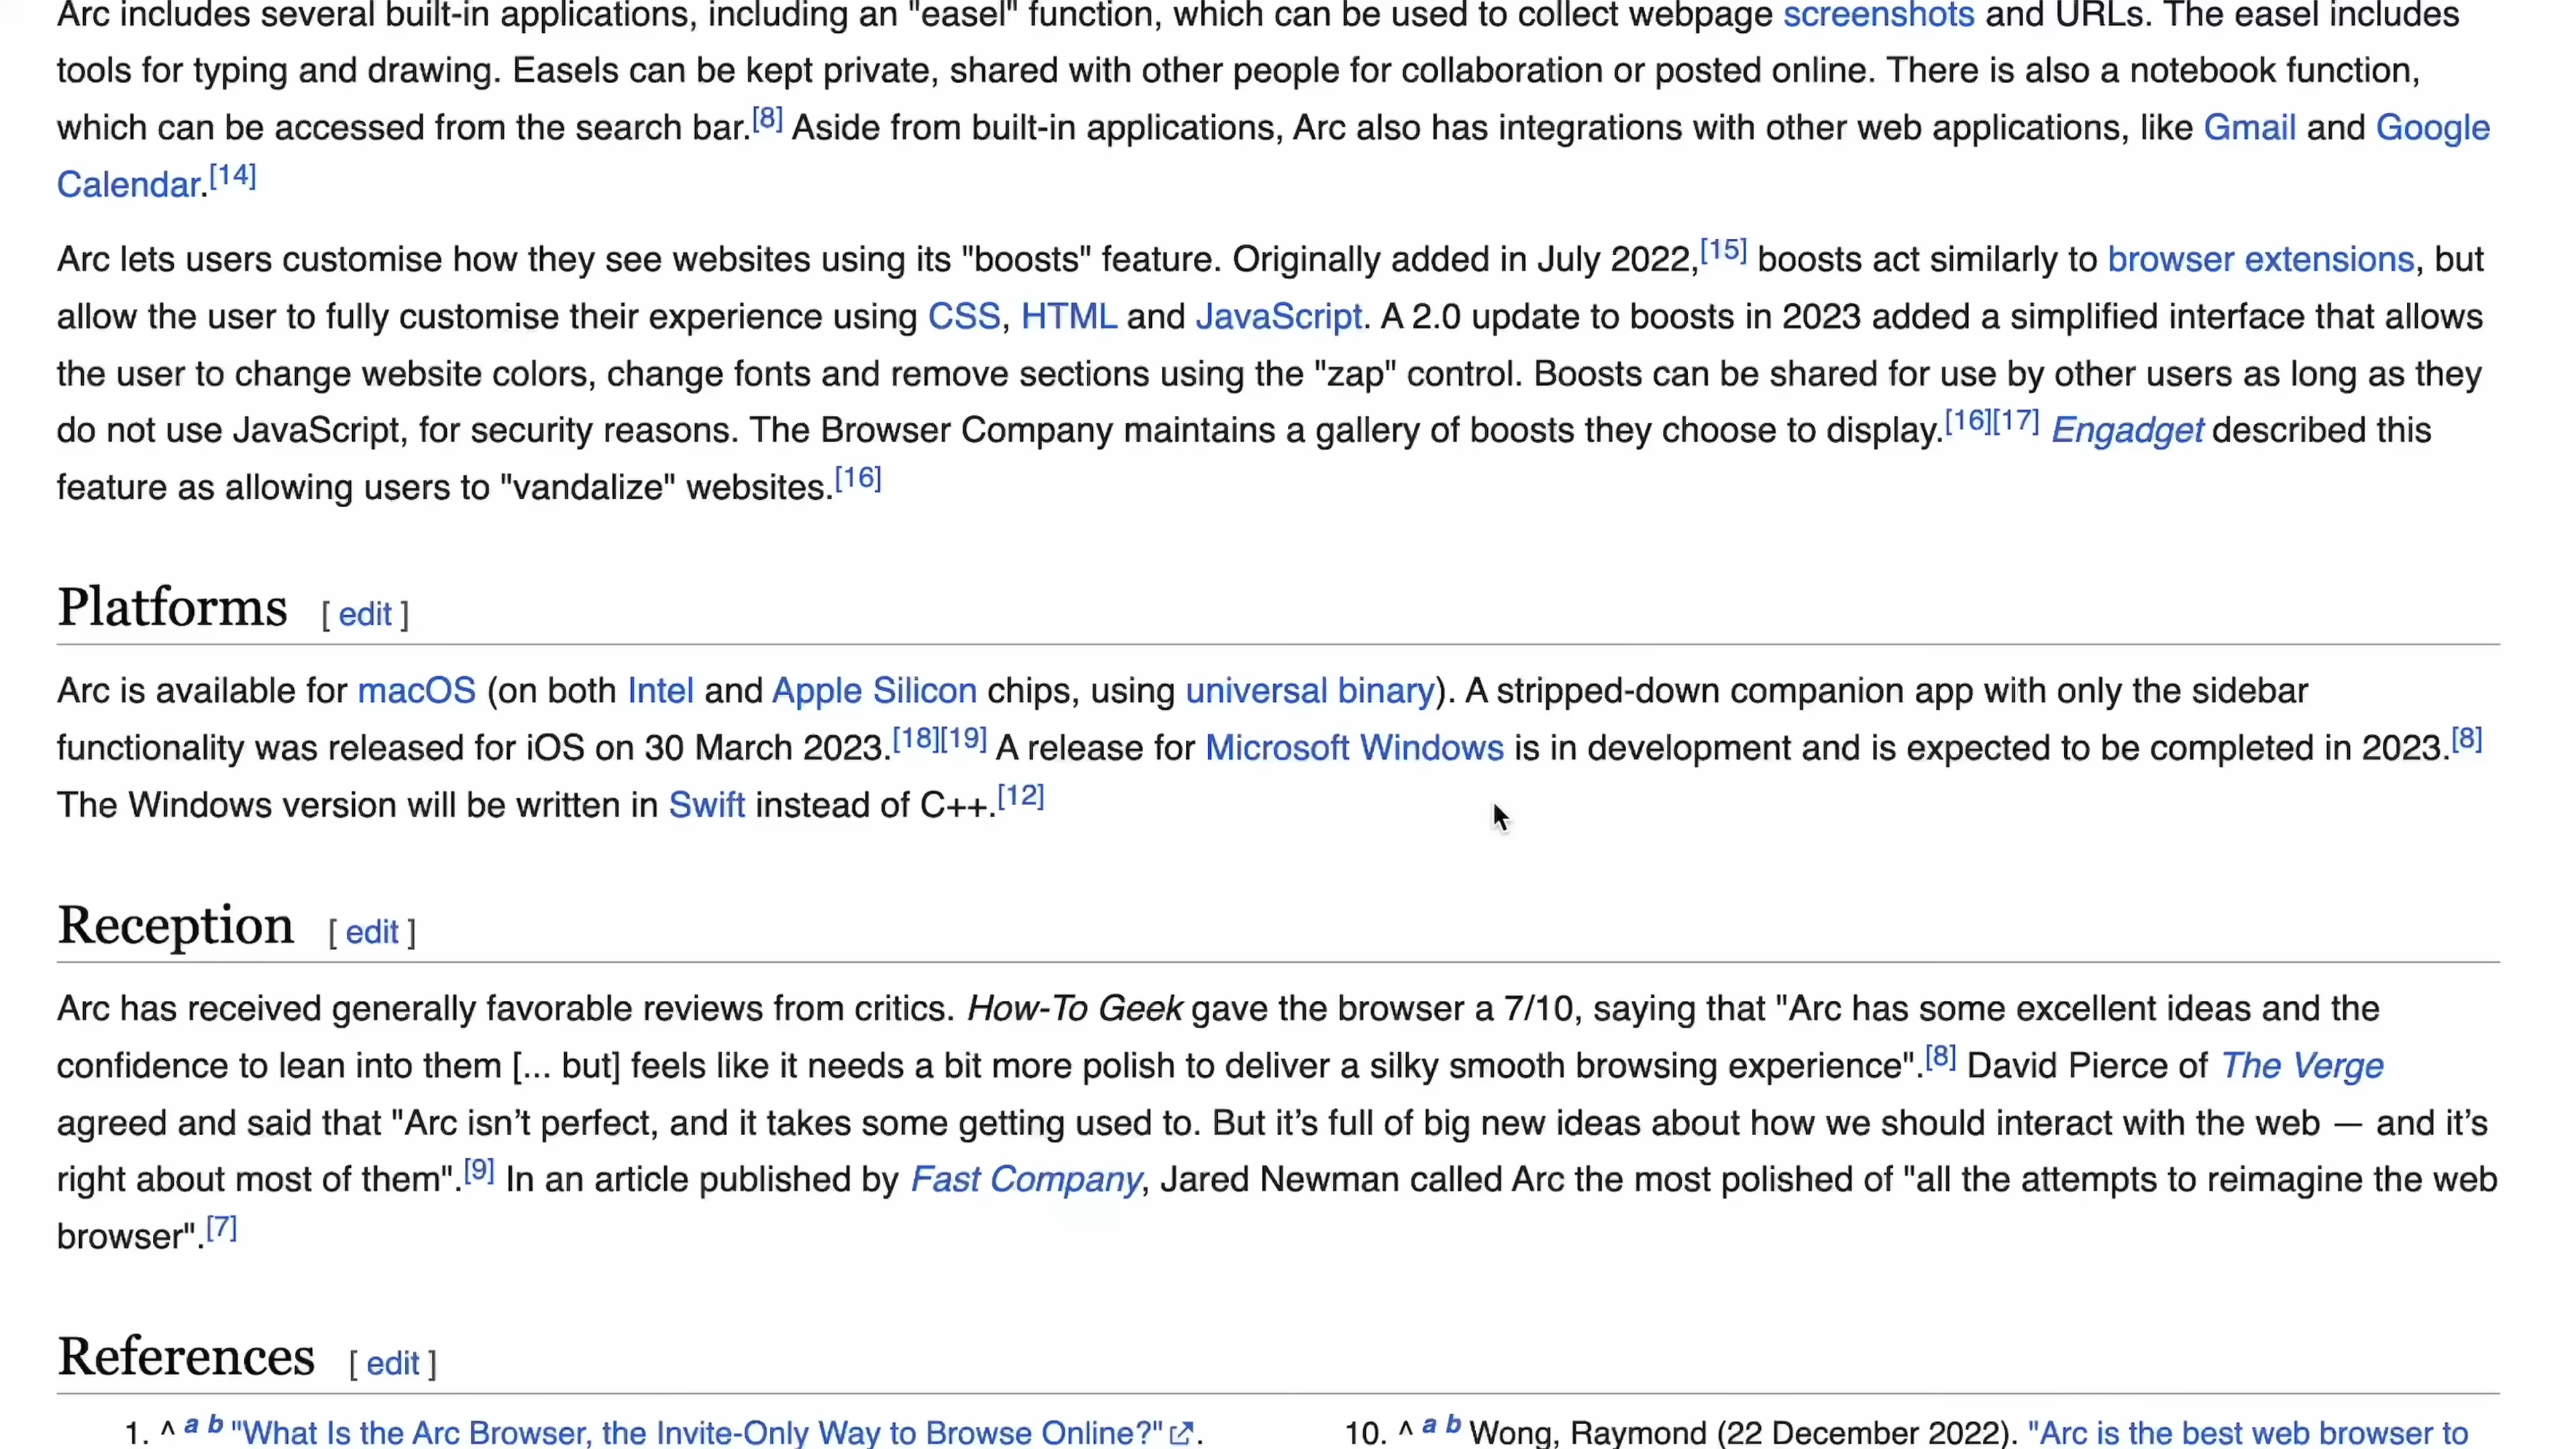 Arc includes several built-in applications, including an "easel" function, which can be used to collect webpage screenshots and URLs. The easel includes
tools for typing and drawing. Easels can be kept private, shared with other people for collaboration or posted online. There is also a notebook function,
which can be accessed from the search bar.[8] Aside from built-in applications, Arc also has integrations with other web applications, like Gmail and Google
Calendar.[14]
Arc lets users customise how they see websites using its "boosts" feature. Originally added in July 2022,[15] boosts act similarly to browser extensions, but
allow the user to fully customise their experience using CSS, HTML and JavaScript. A 2.0 update to boosts in 2023 added a simplified interface that allows
the user to change website colors, change fonts and remove sections using the "zap" control. Boosts can be shared for use by other users as long as they
do not use JavaScript, for security reasons. The Browser Company maintains a gallery of boosts they choose to display.[16][17] Engadget described this
feature as allowing users to "vandalize" websites.[16]
Platforms [ edit ]
Arc is available for macOS (on both Intel and Apple Silicon chips, using universal binary). A stripped-down companion app with only the sidebar
functionality was released for iOS on 30 March 2023.[18][19] A release for Microsoft Windows is in development and is expected to be completed in 2023.[8]
The Windows version will be written in Swift instead of C++.[12]
Reception [ edit ]
Arc has received generally favorable reviews from critics. How-To Geek gave the browser a 7/10, saying that "Arc has some excellent ideas and the
confidence to lean into them [... but] feels like it needs a bit more polish to deliver a silky smooth browsing experience".[8] David Pierce of The Verge
agreed and said that "Arc isn’t perfect, and it takes some getting used to. But it’s full of big new ideas about how we should interact with the web — and it’s
right about most of them".[9] In an article published by Fast Company, Jared Newman called Arc the most polished of "all the attempts to reimagine the web
browser".[7]
References [ edit ]
1. ^ a b "What Is the Arc Browser, the Invite-Only Way to Browse Online?".
10. ^ a b Wong, Raymond (22 December 2022). "Arc is the best web browser to